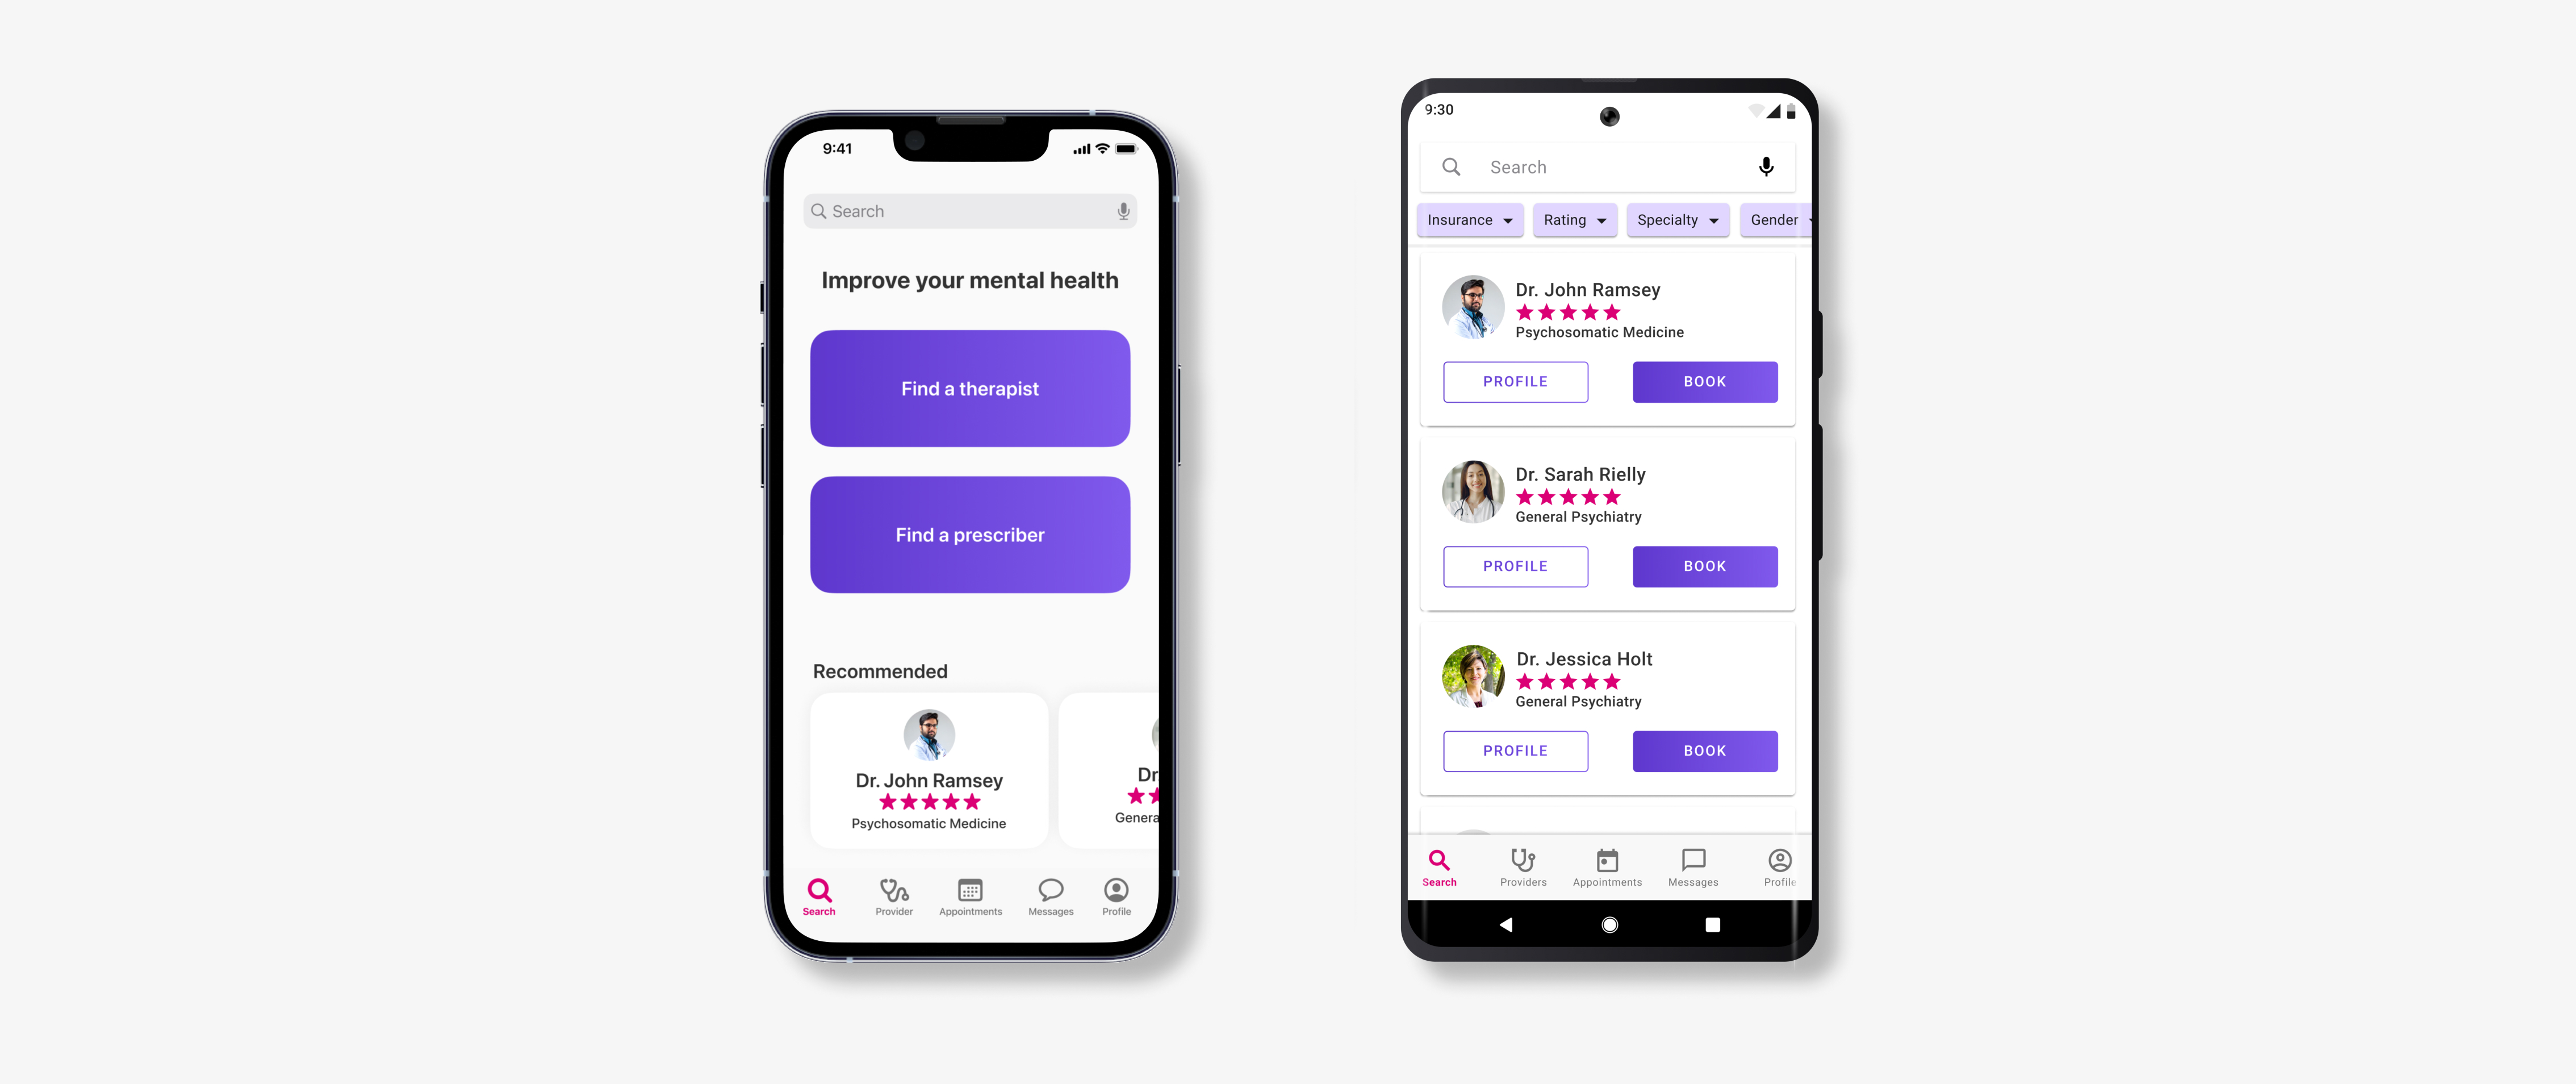 9:41
Search
Improve your mental health
Find a therapist
Find a prescriber
Recommended
Dr. John Ramsey
Psychosomatic Medicine
Dr.
Genera
Search
Provider
Appointments
Messages
Profile
9:30
Search
Insurance
Rating
Specialty
Gender
Dr. John Ramsey
Psychosomatic Medicine
PROFILE
BOOK
Dr. Sarah Rielly
General Psychiatry
PROFILE
BOOK
Dr. Jessica Holt
General Psychiatry
PROFILE
BOOK
Search
Providers
Appointments
Messages
Profile